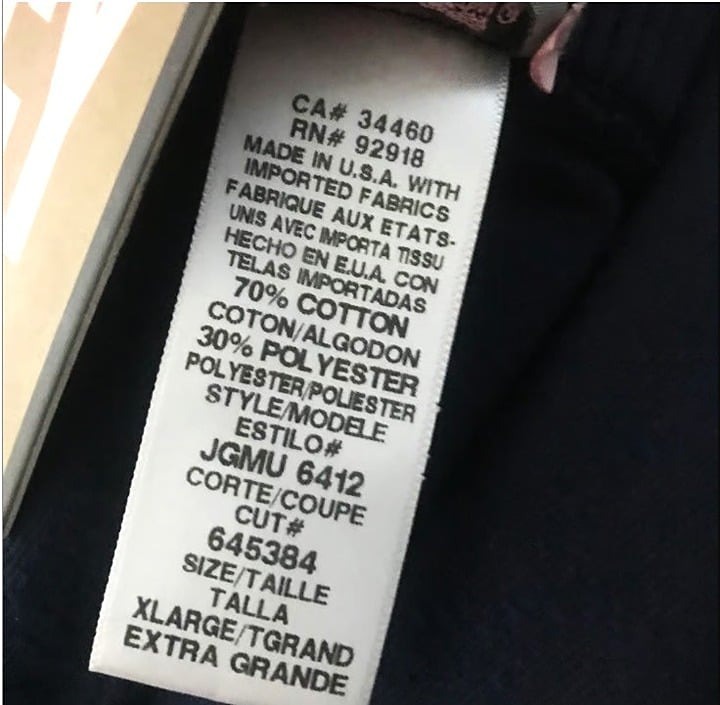 CA# 34460
RN# 92918
MADE IN U.S.A. WITH
IMPORTED FABRICS
FABRIQUE AUX ETATS-
UNIS AVEC IMPORTA TISSU
HECHO EN E.U.A. CON
TELAS IMPORTADAS
70% COTTON
COTON/ALGODON
30% POLYESTER
POLYESTER/POLIESTER
STYLE/MODELE
ESTILO#
JGMU 6412
CORTE/COUPE
CUT#
645384
SIZE/TAILLE
TALLA
XLARGE/TGRAND
EXTRA GRANDE